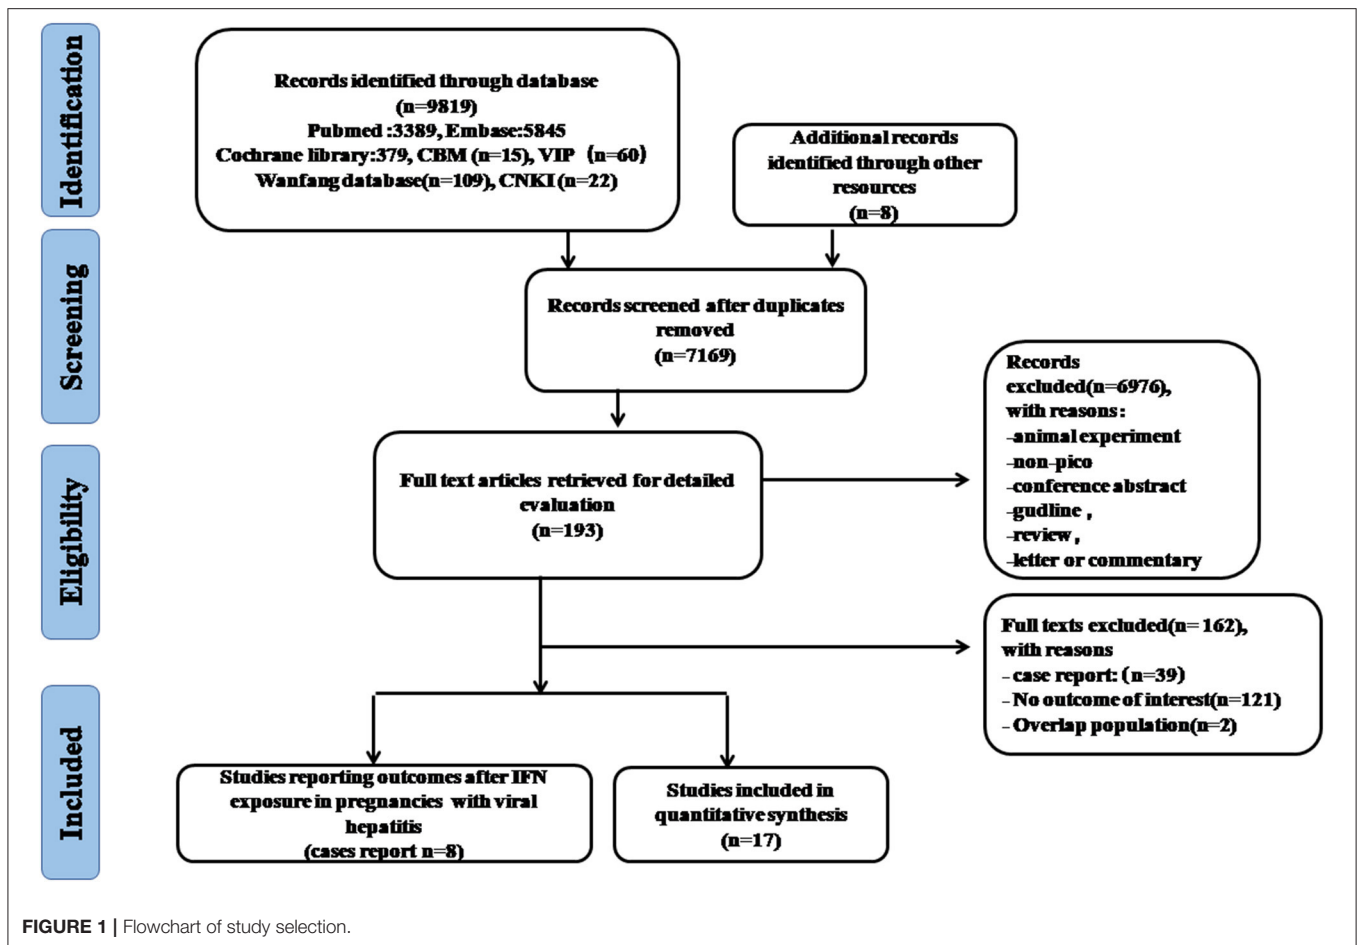 Identification
Records identified through database
(n=9819)
Pubmed :3389, Embase:5845
Cochrane library:379, CBM (n=15), VIP (n=60)
Wanfang database(n=109), CNKI (n=22)
Additional records
identified through other
resources
(n=8)
Screening
Records screened after duplicates
removed
(n=7169)
Records
excluded(n=6976),
with reasons:
-animal experiment
-non-pico
-conference abstract
-gudline ,
-review ,
-letter or commentary
Eligibility
Full text articles retrieved for detailed
evaluation
(n=193)
Full texts excluded(n= 162),
with reasons
- case report: (n=39)
- No outcome of interest(n=121)
- Overlap population(n=2)
Included
Studies reporting outcomes after IFN
exposure in pregnancies with viral
hepatitis
(cases report n=8)
Studies included in
quantitative synthesis
(n=17)
FIGURE 1 | Flowchart of study selection.